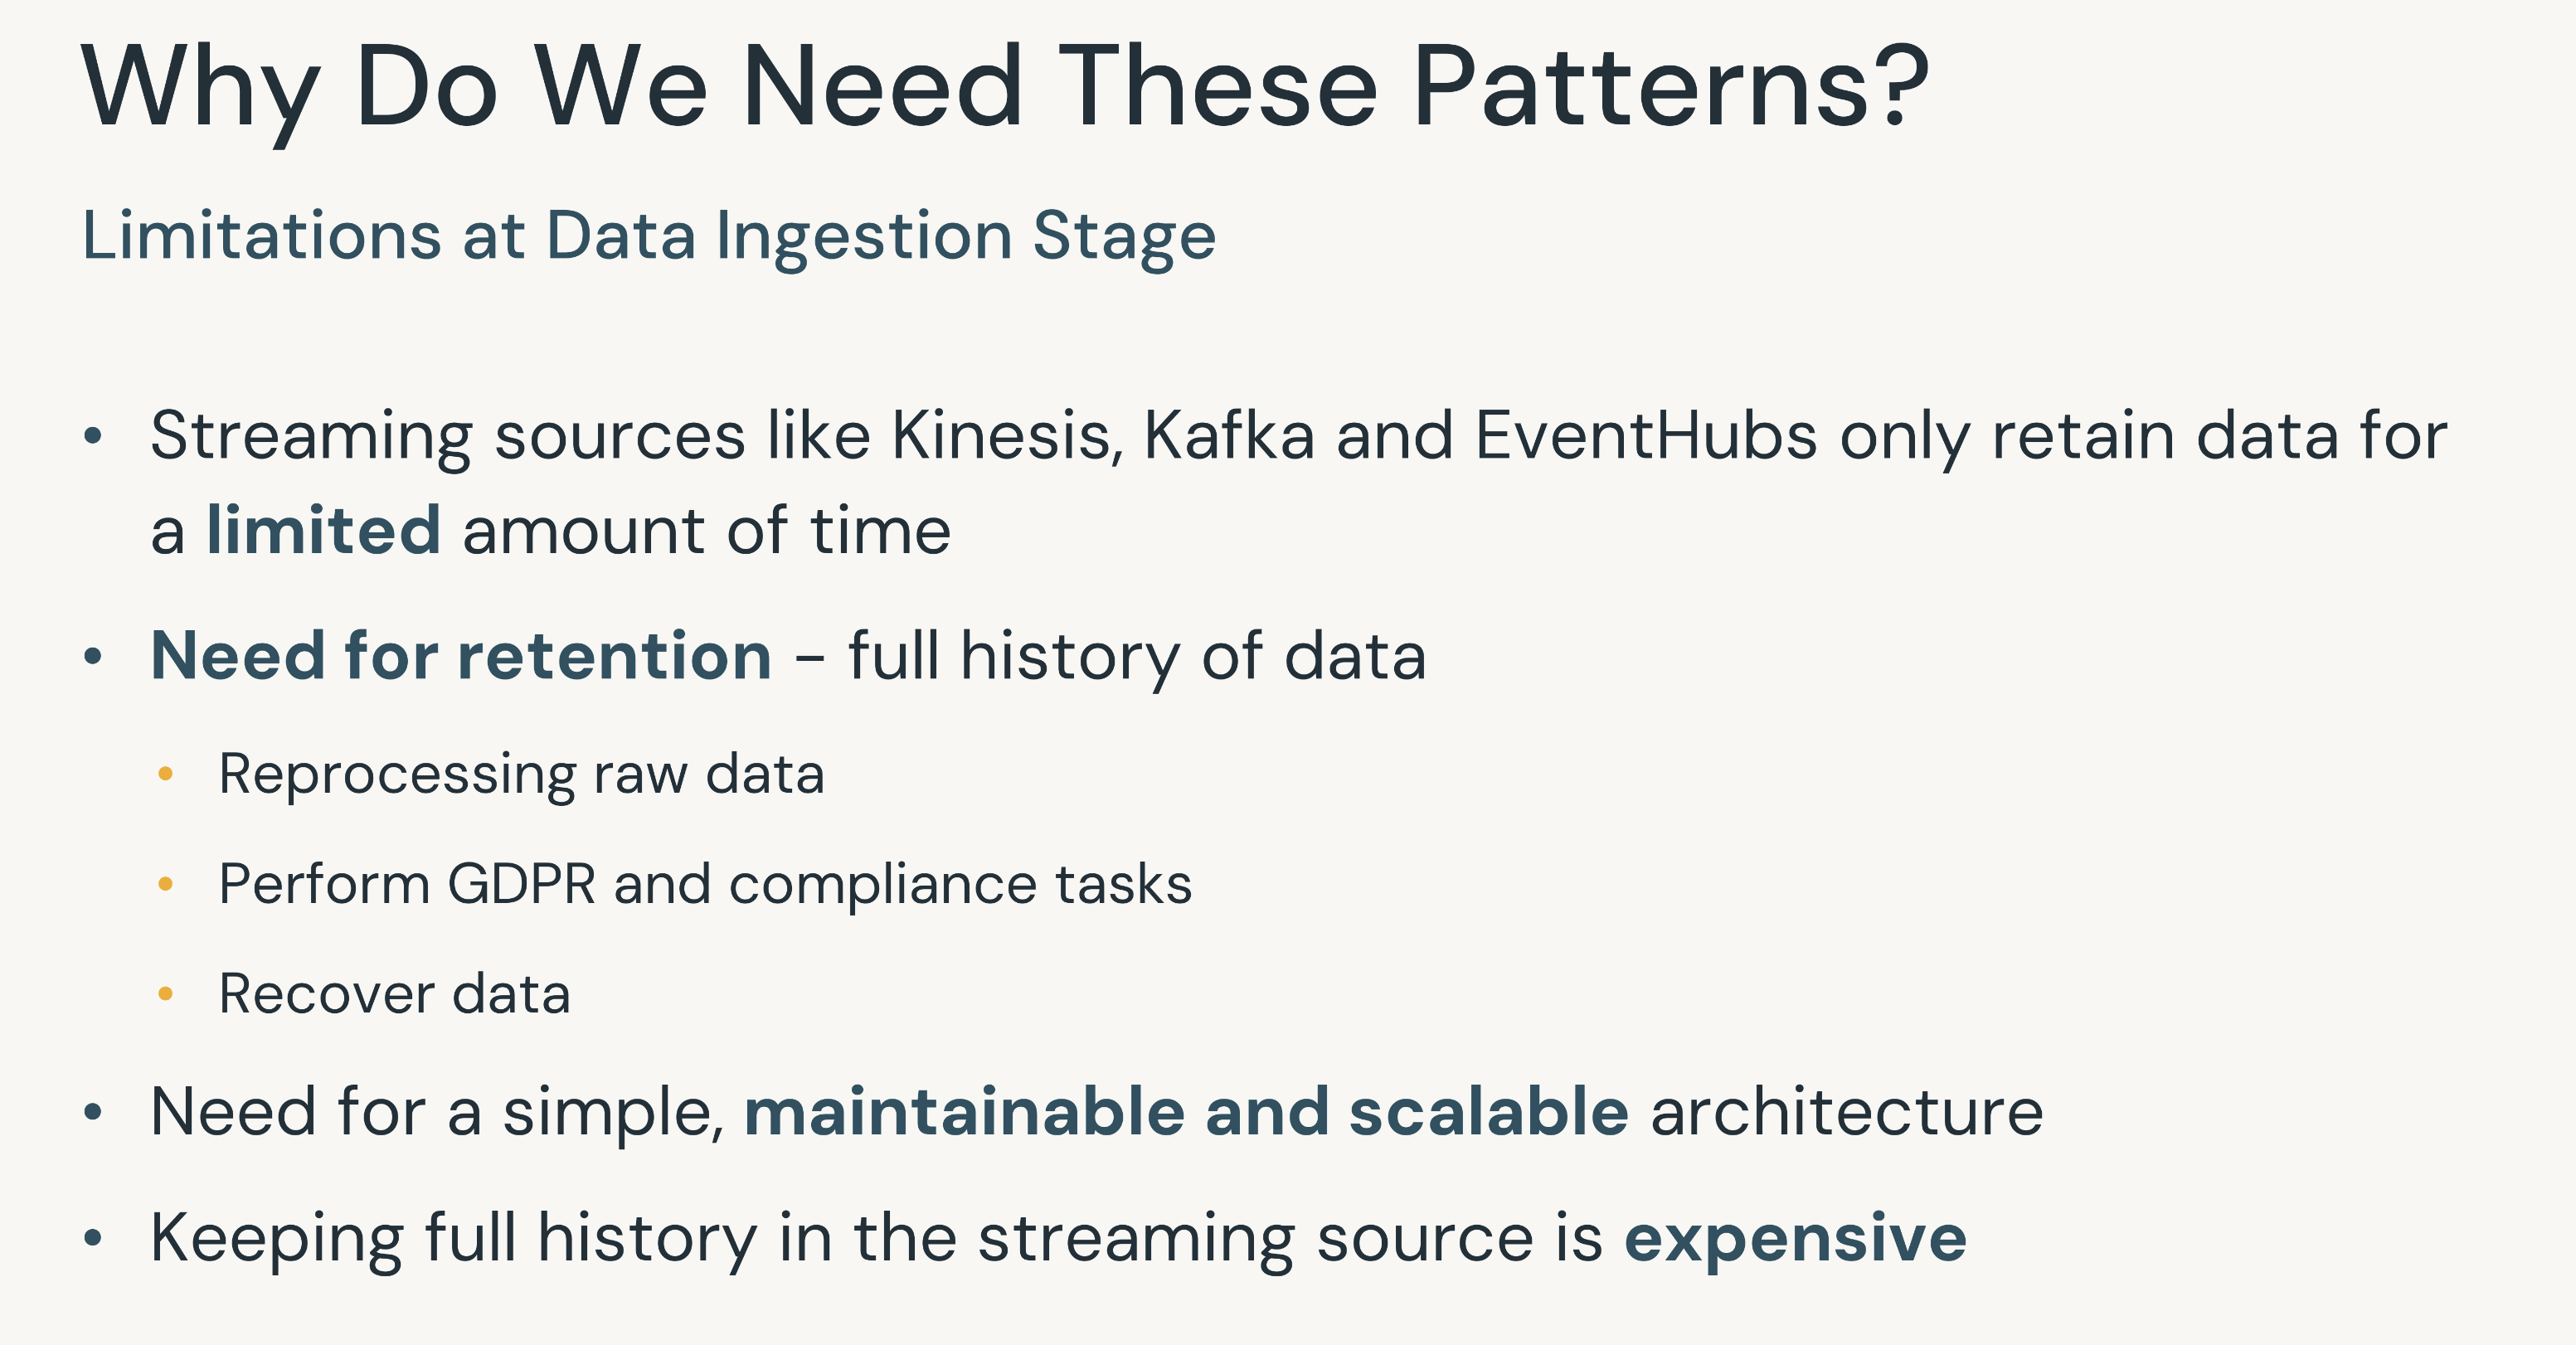 Why Do We Need These Patterns?
Limitations at Data Ingestion Stage
• Streaming sources like Kinesis, Kafka and EventHubs only retain data for
a limited amount of time
• Need for retention – full history of data
• Reprocessing raw data
• Perform GDPR and compliance tasks
• Recover data
• Need for a simple, maintainable and scalable architecture
• Keeping full history in the streaming source is expensive